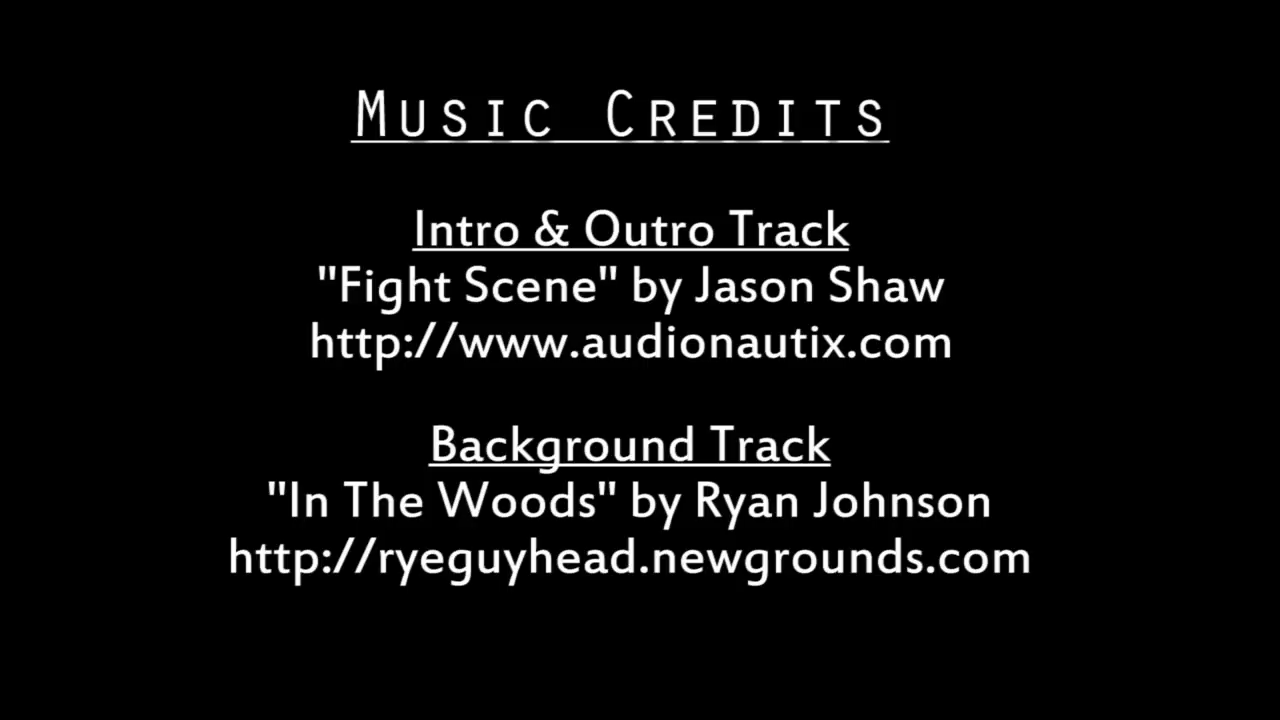 Music Credits
Intro & Outro Track
"Fight Scene" by Jason Shaw
http://www.audionautix.com
Background Track
"In The Woods" by Ryan Johnson
http://ryeguyhead.newgrounds.com